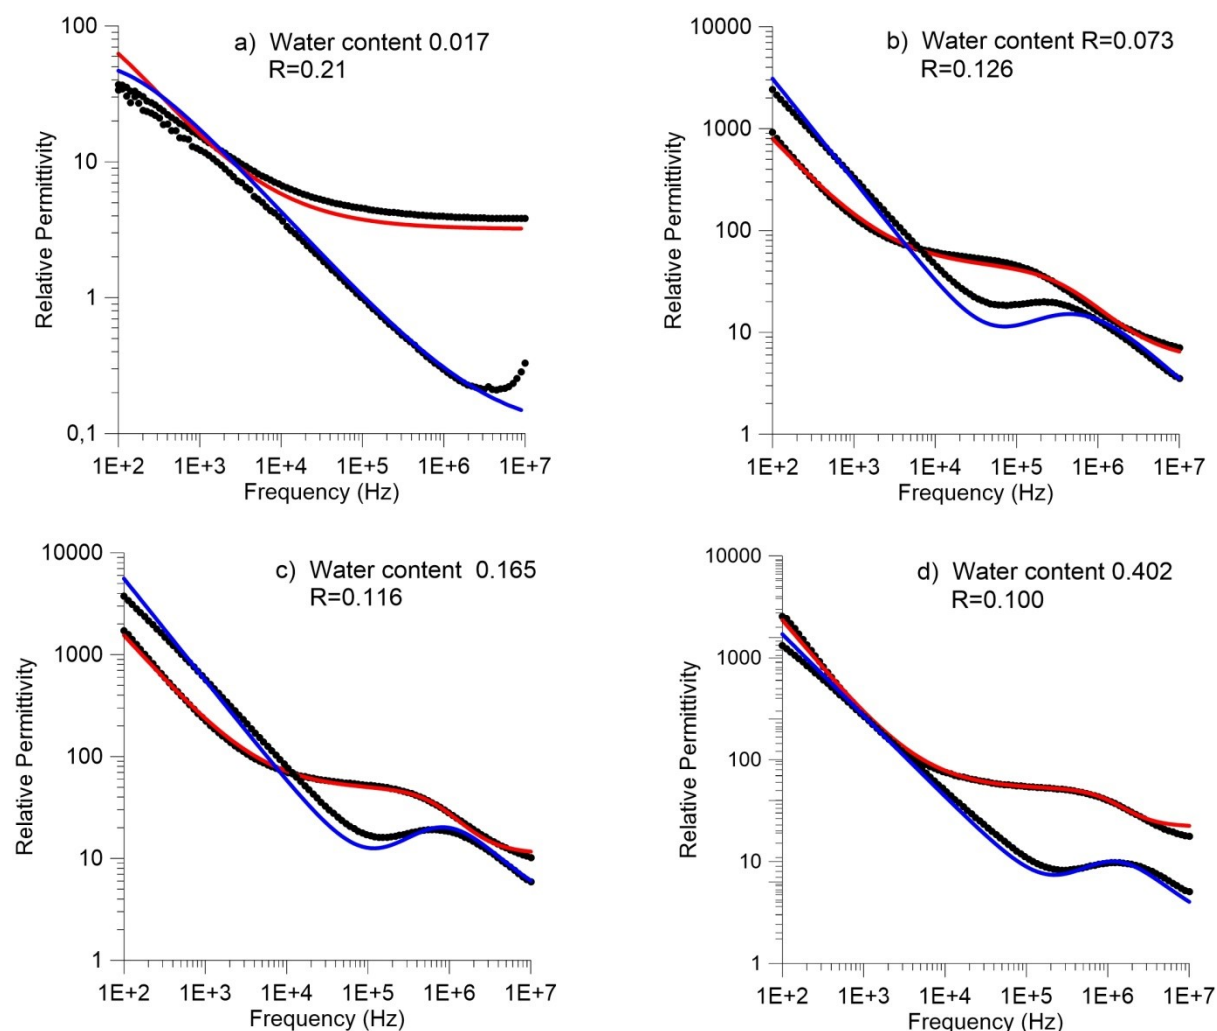 a) Water content 0.017
R=0.21
Relative Permittivity
100
10
1
0,1
1E+2 1E+3 1E+4 1E+5 1E+6 1E+7
Frequency (Hz)
b) Water content R=0.073
R=0.126
Relative Permittivity
10000
1000
100
10
1
1E+2 1E+3 1E+4 1E+5 1E+6 1E+7
Frequency (Hz)
c) Water content 0.165
R=0.116
Relative Permittivity
10000
1000
100
10
1
1E+2 1E+3 1E+4 1E+5 1E+6 1E+7
Frequency (Hz)
d) Water content 0.402
R=0.100
Relative Permittivity
10000
1000
100
10
1
1E+2 1E+3 1E+4 1E+5 1E+6 1E+7
Frequency (Hz)